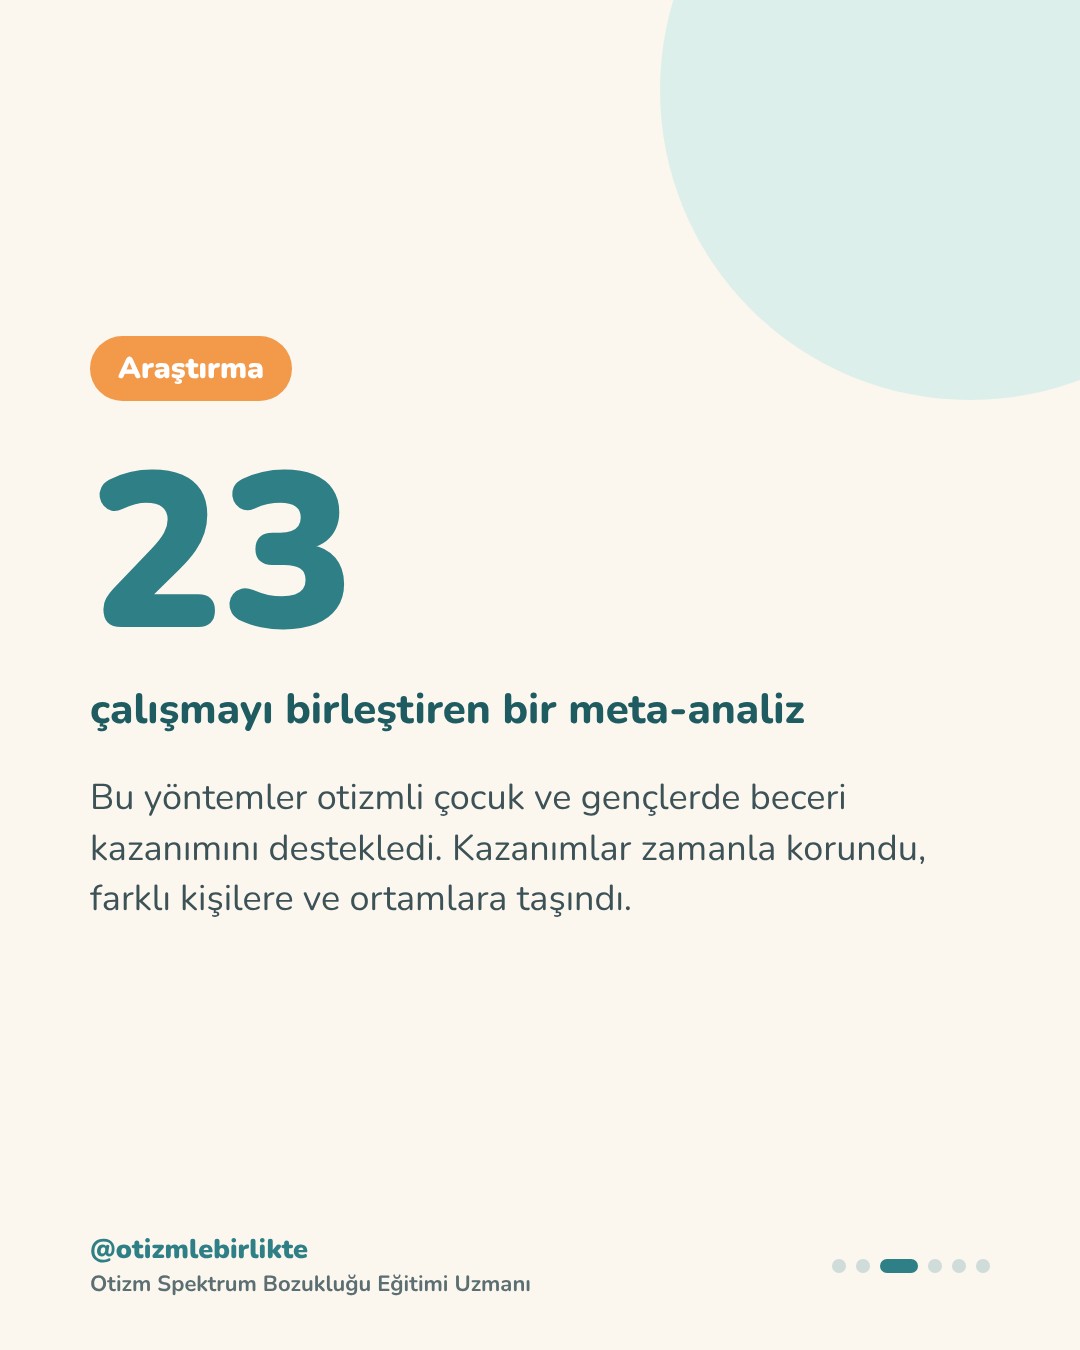 Araştırma
23
çalışmayı birleştiren bir meta-analiz
Bu yöntemler otizmli çocuk ve gençlerde beceri
kazanımını destekledi. Kazanımlar zamanla korundu,
farklı kişilere ve ortamlara taşındı.
@otizmlebirlikte
Otizm Spektrum Bozukluğu Eğitimi Uzmanı